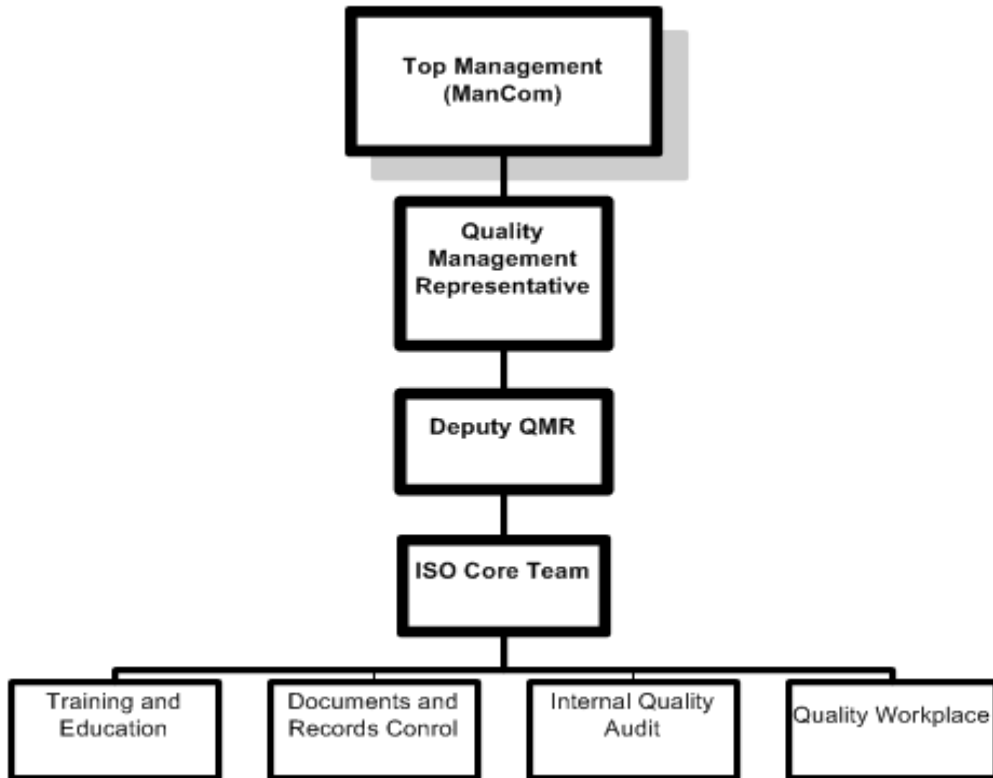 Top Management
(ManCom)
Quality
Management
Representative
Deputy QMR
ISO Core Team
Training and
Education
Documents and
Records Conrol
Internal Quality
Audit
Quality Workplace